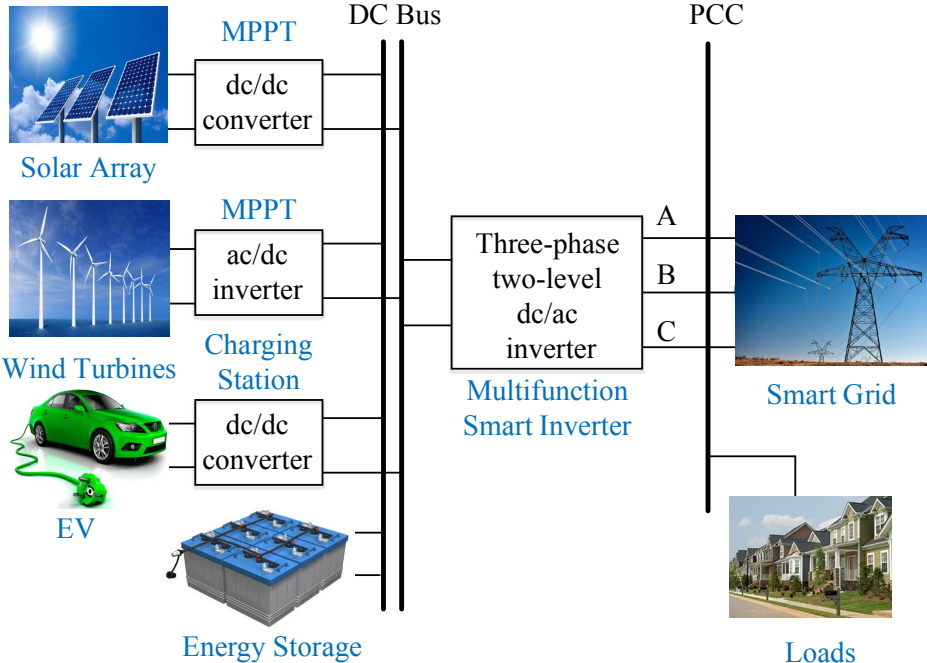 DC Bus
PCC
MPPT
dc/dc
converter
Solar Array
MPPT
ac/dc
inverter
Wind Turbines
Charging
Station
dc/dc
converter
EV
Energy Storage
Three-phase
two-level
dc/ac
inverter
Multifunction
Smart Inverter
A
B
C
Smart Grid
Loads